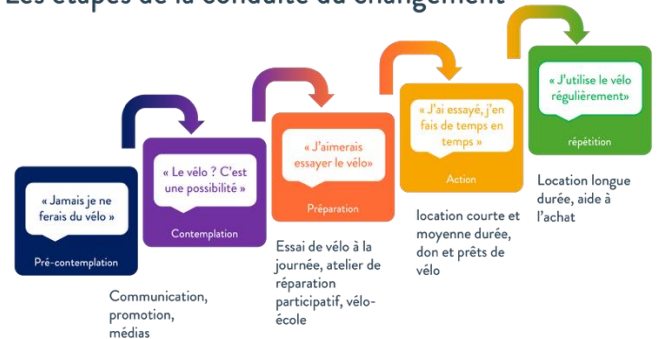 Les étapes de la conduite du changement
« Jamais je ne
ferais du vélo »
Pré-contemplation
Communication,
promotion,
médias
« Le vélo ? C'est
une possibilité »
Contemplation
« J'aimerais
essayer le vélo»
Préparation
Essai de vélo à la
journée, atelier de
réparation
participatif, vélo-
école
« J'ai essayé, j'en
fais de temps en
temps »
Action
location courte et
moyenne durée,
don et prêts de
vélo
« J'utilise le vélo
régulièrement»
répétition
Location longue
durée, aide à
l'achat